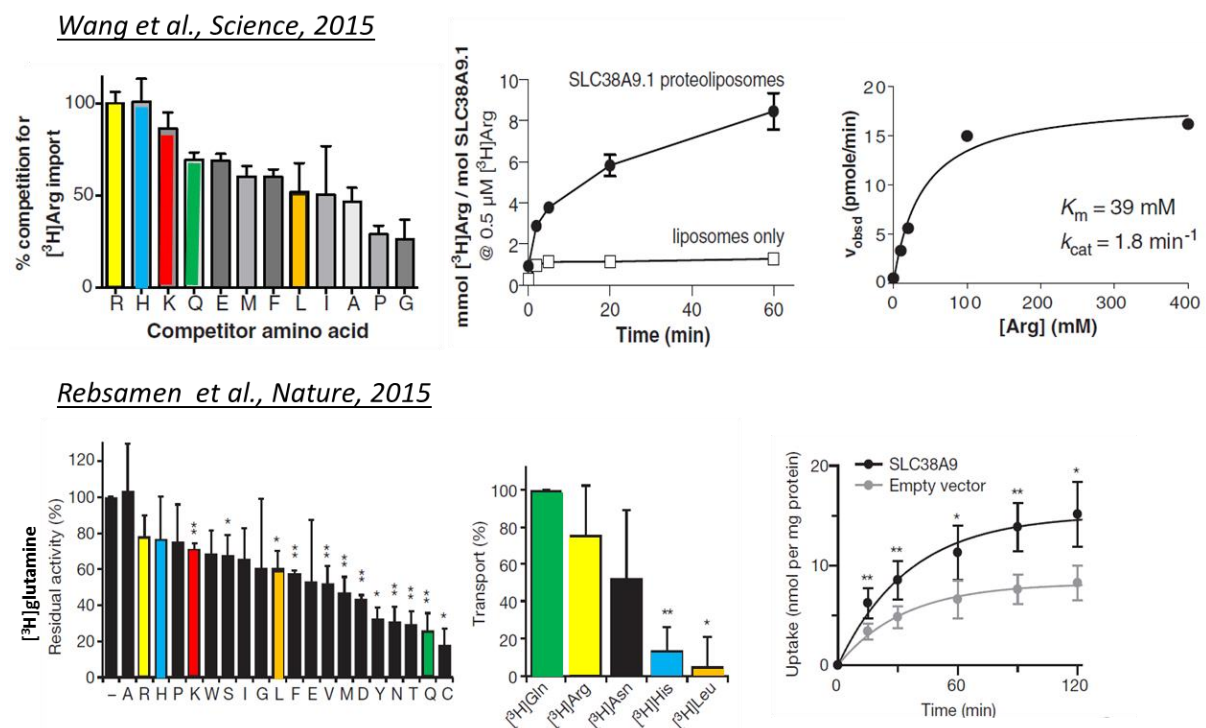 Wang et al., Science, 2015
% competition for
[³H]Arg import
100
50
0
R H K Q E M F L I A P G
Competitor amino acid
mmol [³H]Arg / mol SLC38A9.1
@ 0.5 µM [³H]Arg
10
8
6
4
2
0
SLC38A9.1 proteoliposomes
liposomes only
0 20 40 60
Time (min)
v_obsd (pmole/min)
20
15
10
5
0
K_m = 39 mM
k_cat = 1.8 min⁻¹
0 100 200 300 400
[Arg] (mM)
Rebsamen et al., Nature, 2015
[³H]glutamine
Residual activity (%)
120
100
80
60
40
20
0
** * * ** ** ** ** * ** ** ** *
– A R H P K W S I G L F E V M D Y N T Q C
Transport (%)
100
80
60
40
20
0
** *
[³H]Gln
[³H]Arg
[³H]Asn
[³H]His
[³H]Leu
Uptake (nmol per mg protein)
20
10
0
SLC38A9
Empty vector
** ** * ** *
0 60 120
Time (min)